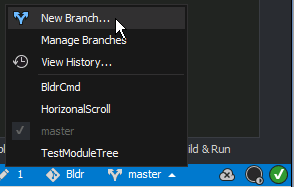 New Branch...
Manage Branches
View History...
BldrCmd
HorizonalScroll
master
TestModuleTree
ild & Run
1
Bldr
master